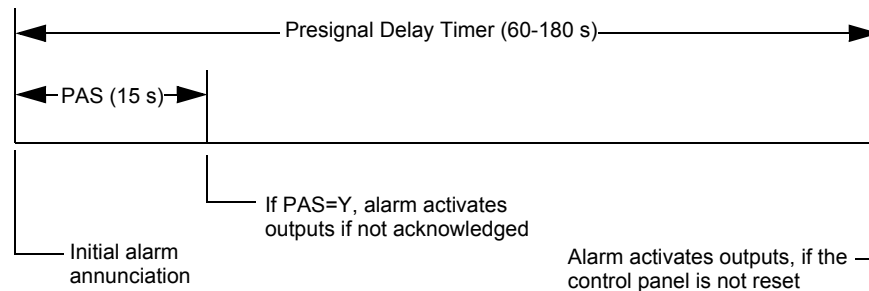 Presignal Delay Timer (60-180 s)
PAS (15 s)
If PAS=Y, alarm activates
outputs if not acknowledged
Initial alarm
annunciation
Alarm activates outputs, if the
control panel is not reset